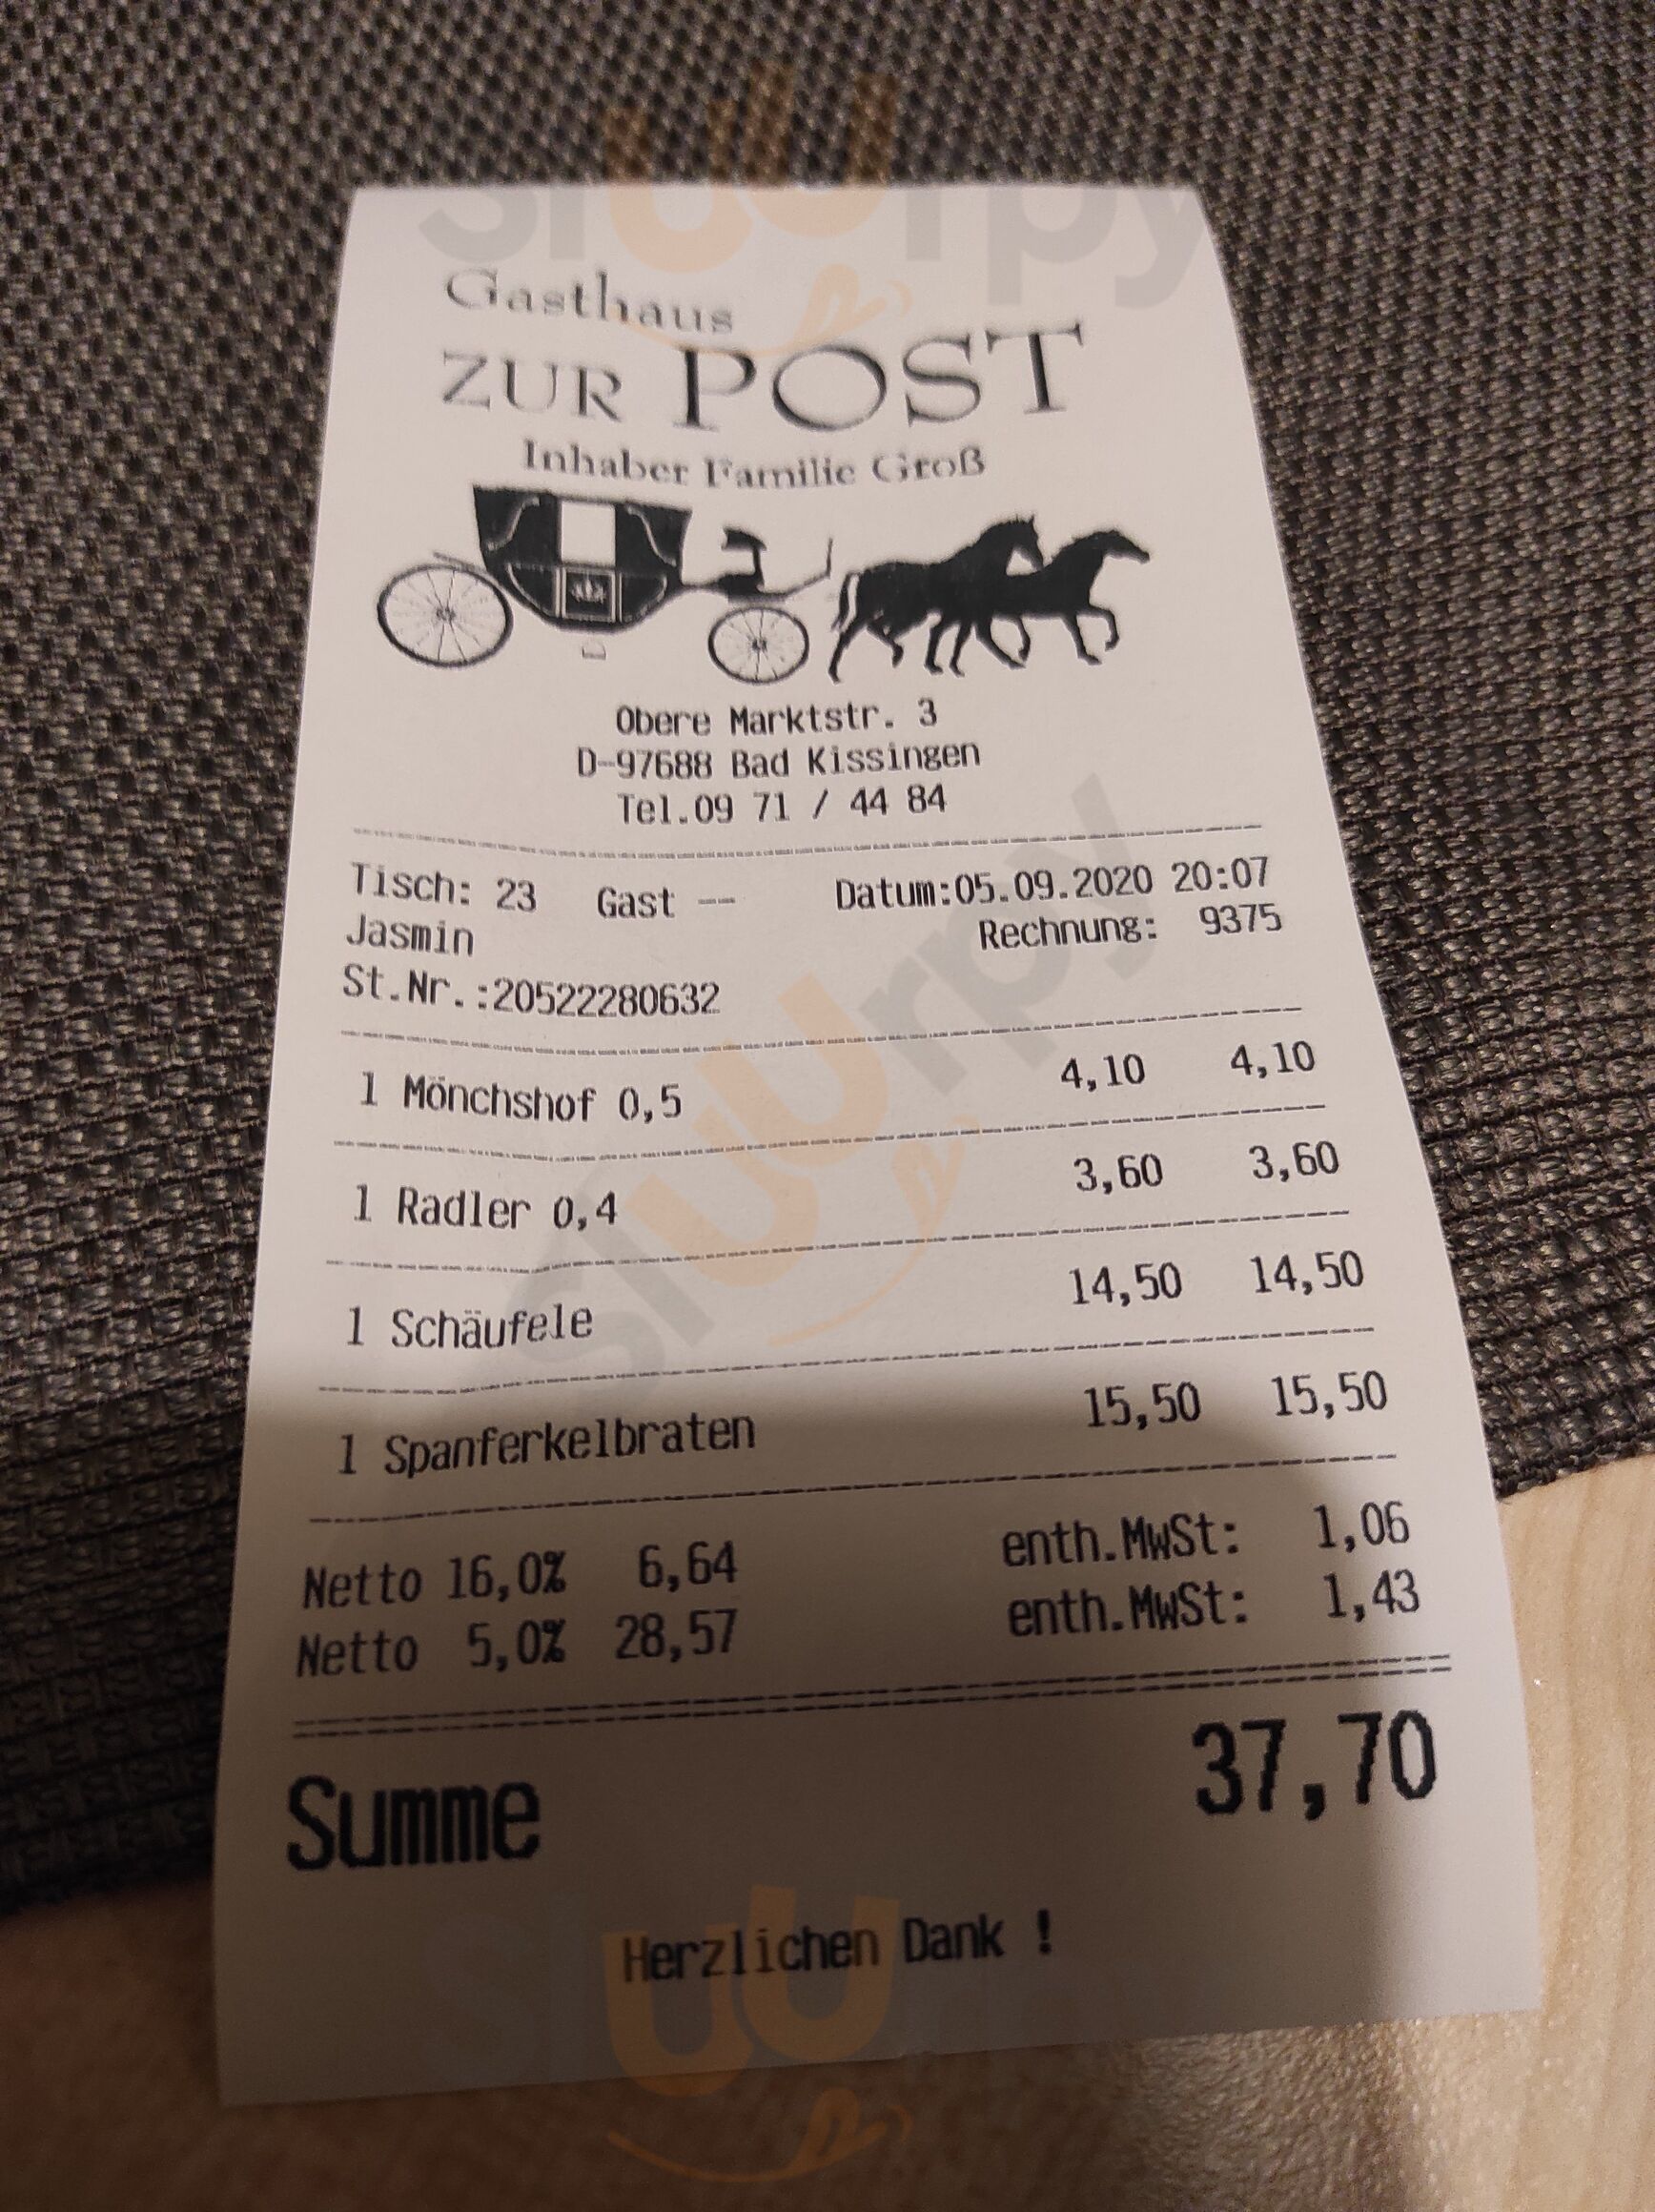 sluurpy
Gasthaus
ZUR POST
Inhaber Familie Groß
Obere Marktstr. 3
D-97688 Bad Kissingen
Tel.09 71 / 44 84
Tisch: 23 Gast -- Datum:05.09.2020 20:07
Jasmin Rechnung: 9375
St.Nr.:20522280632
1 Mönchshof 0,5 4,10 4,10
sluurpy
1 Radler 0,4 3,60 3,60
1 Schäufele 14,50 14,50
1 Spanferkelbraten 15,50 15,50
Netto 16,0% 6,64 enth.MwSt: 1,06
Netto 5,0% 28,57 enth.MwSt: 1,43
Summe 37,70
Herzlichen Dank !
sluurpy